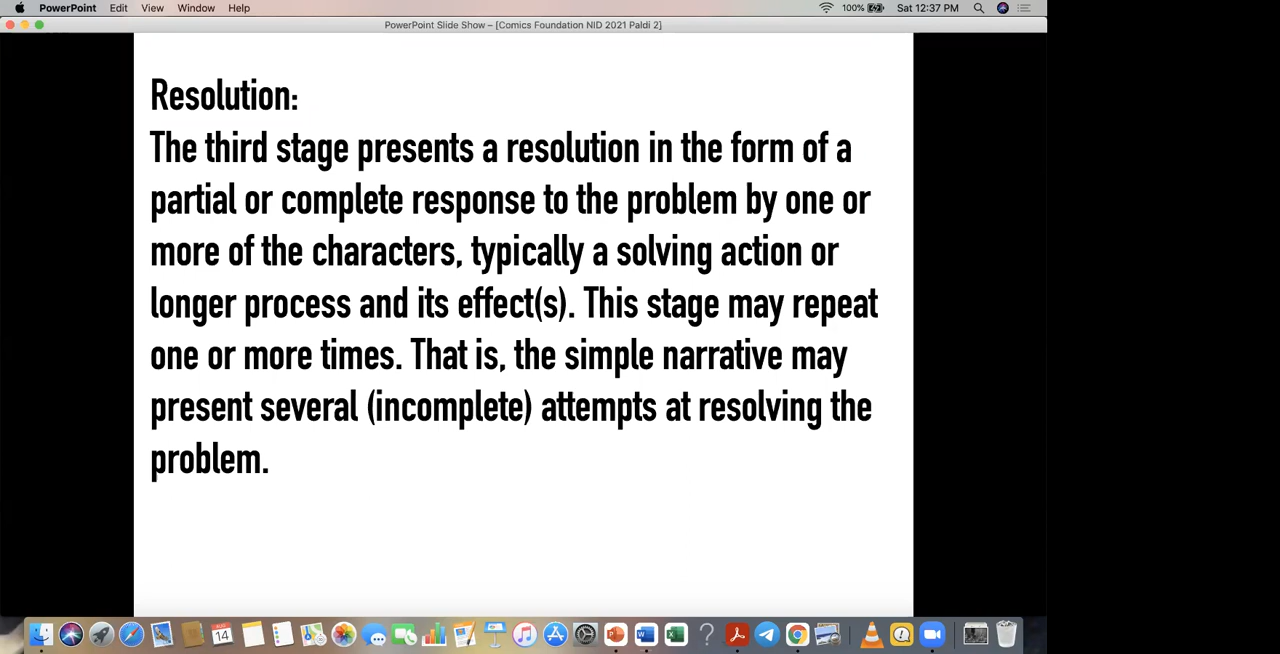 PowerPoint Edit View Window Help 100% Sat 12:37 PM
PowerPoint Slide Show – [Comics Foundation NID 2021 Paldi 2]
Resolution:
The third stage presents a resolution in the form of a
partial or complete response to the problem by one or
more of the characters, typically a solving action or
longer process and its effect(s). This stage may repeat
one or more times. That is, the simple narrative may
present several (incomplete) attempts at resolving the
problem.
14